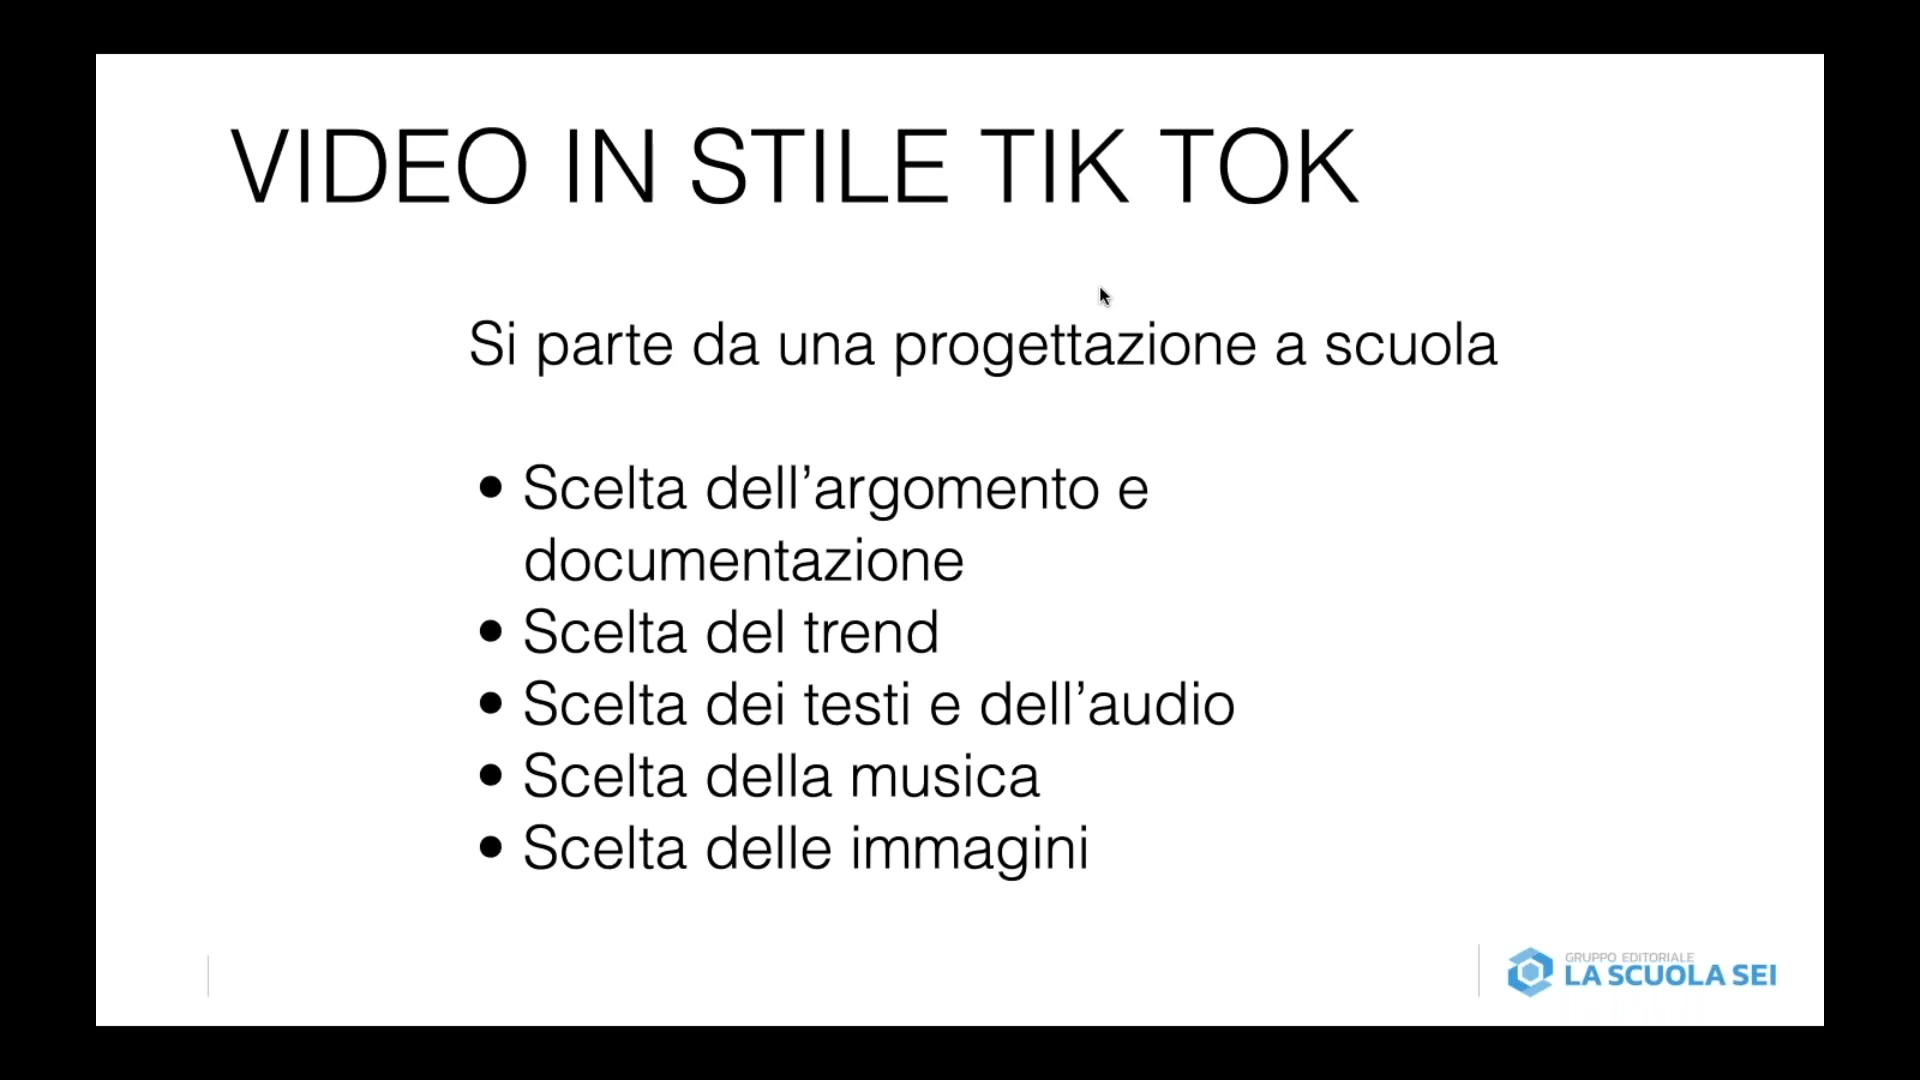 VIDEO IN STILE TIK TOK
Si parte da una progettazione a scuola
• Scelta dell’argomento e
documentazione
• Scelta del trend
• Scelta dei testi e dell’audio
• Scelta della musica
• Scelta delle immagini
GRUPPO EDITORIALE
LA SCUOLA SEI